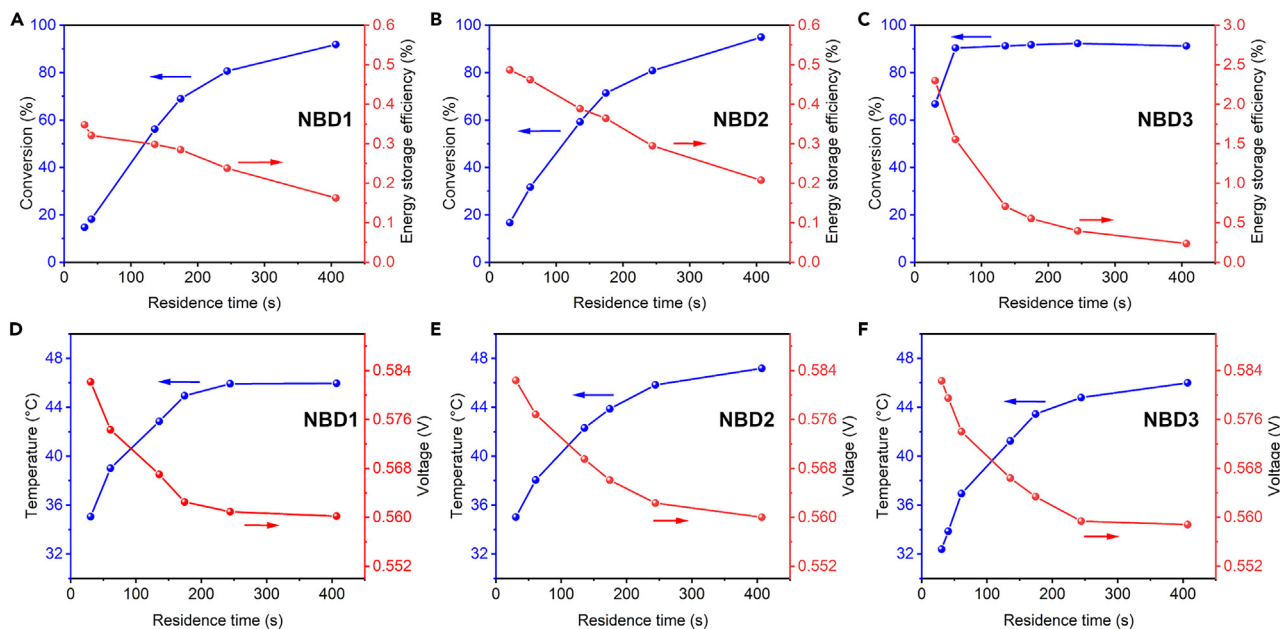 A
Conversion (%)
100
80
60
40
20
0
0.6
0.5
0.4
0.3
0.2
0.1
0.0
Energy storage efficiency (%)
NBD1
0 100 200 300 400
Residence time (s)
B
Conversion (%)
100
80
60
40
20
0
0.6
0.5
0.4
0.3
0.2
0.1
0.0
Energy storage efficiency (%)
NBD2
0 100 200 300 400
Residence time (s)
C
Conversion (%)
100
80
60
40
20
0
3.0
2.5
2.0
1.5
1.0
0.5
0.0
Energy storage efficiency (%)
NBD3
0 100 200 300 400
Residence time (s)
D
Temperature (°C)
48
44
40
36
32
0.584
0.576
0.568
0.560
0.552
Voltage (V)
NBD1
0 100 200 300 400
Residence time (s)
E
Temperature (°C)
48
44
40
36
32
0.584
0.576
0.568
0.560
0.552
Voltage (V)
NBD2
0 100 200 300 400
Residence time (s)
F
Temperature (°C)
48
44
40
36
32
0.584
0.576
0.568
0.560
0.552
Voltage (V)
NBD3
0 100 200 300 400
Residence time (s)